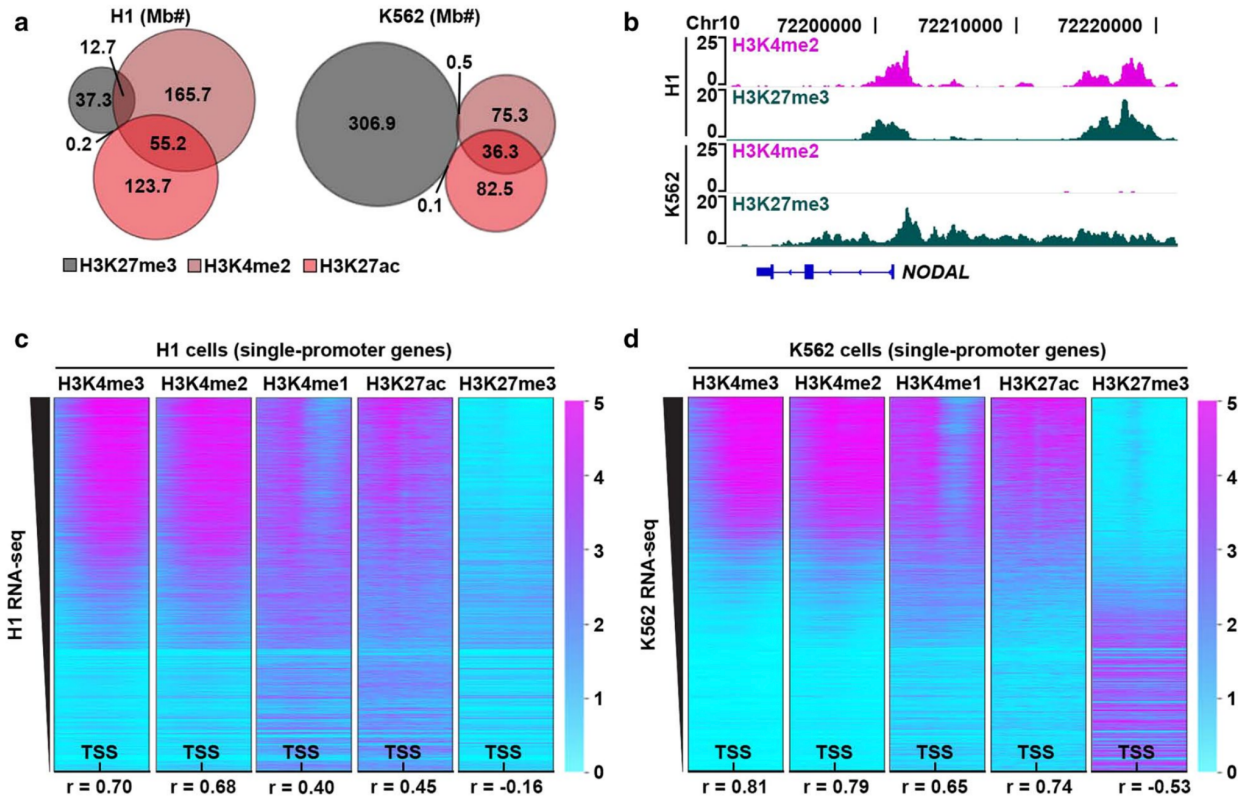 a
H1 (Mb#)
K562 (Mb#)
12.7
37.3
165.7
0.2
55.2
123.7
306.9
0.5
75.3
36.3
82.5
0.1
H3K27me3 H3K4me2 H3K27ac
b
Chr10 72200000 | 72210000 | 72220000 |
H1
25
H3K4me2
0
20
H3K27me3
0
K562
25
H3K4me2
0
20
H3K27me3
0
NODAL
c
H1 cells (single-promoter genes)
H3K4me3 H3K4me2 H3K4me1 H3K27ac H3K27me3
H1 RNA-seq
5
4
3
2
1
0
TSS TSS TSS TSS TSS
r = 0.70 r = 0.68 r = 0.40 r = 0.45 r = -0.16
d
K562 cells (single-promoter genes)
H3K4me3 H3K4me2 H3K4me1 H3K27ac H3K27me3
K562 RNA-seq
5
4
3
2
1
0
TSS TSS TSS TSS TSS
r = 0.81 r = 0.79 r = 0.65 r = 0.74 r = -0.53